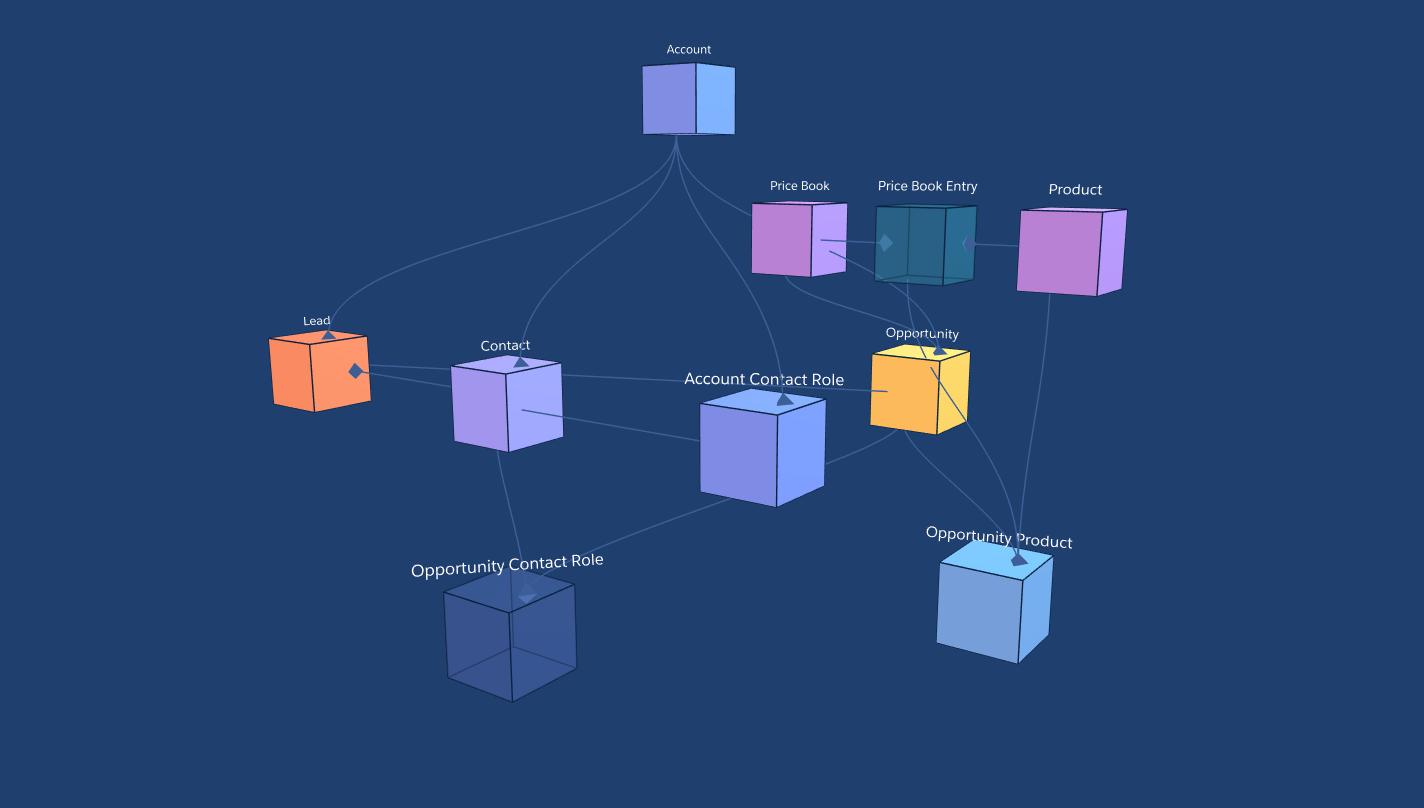 Account
Price Book
Price Book Entry
Product
Lead
Contact
Opportunity
Account Contact Role
Opportunity Product
Opportunity Contact Role